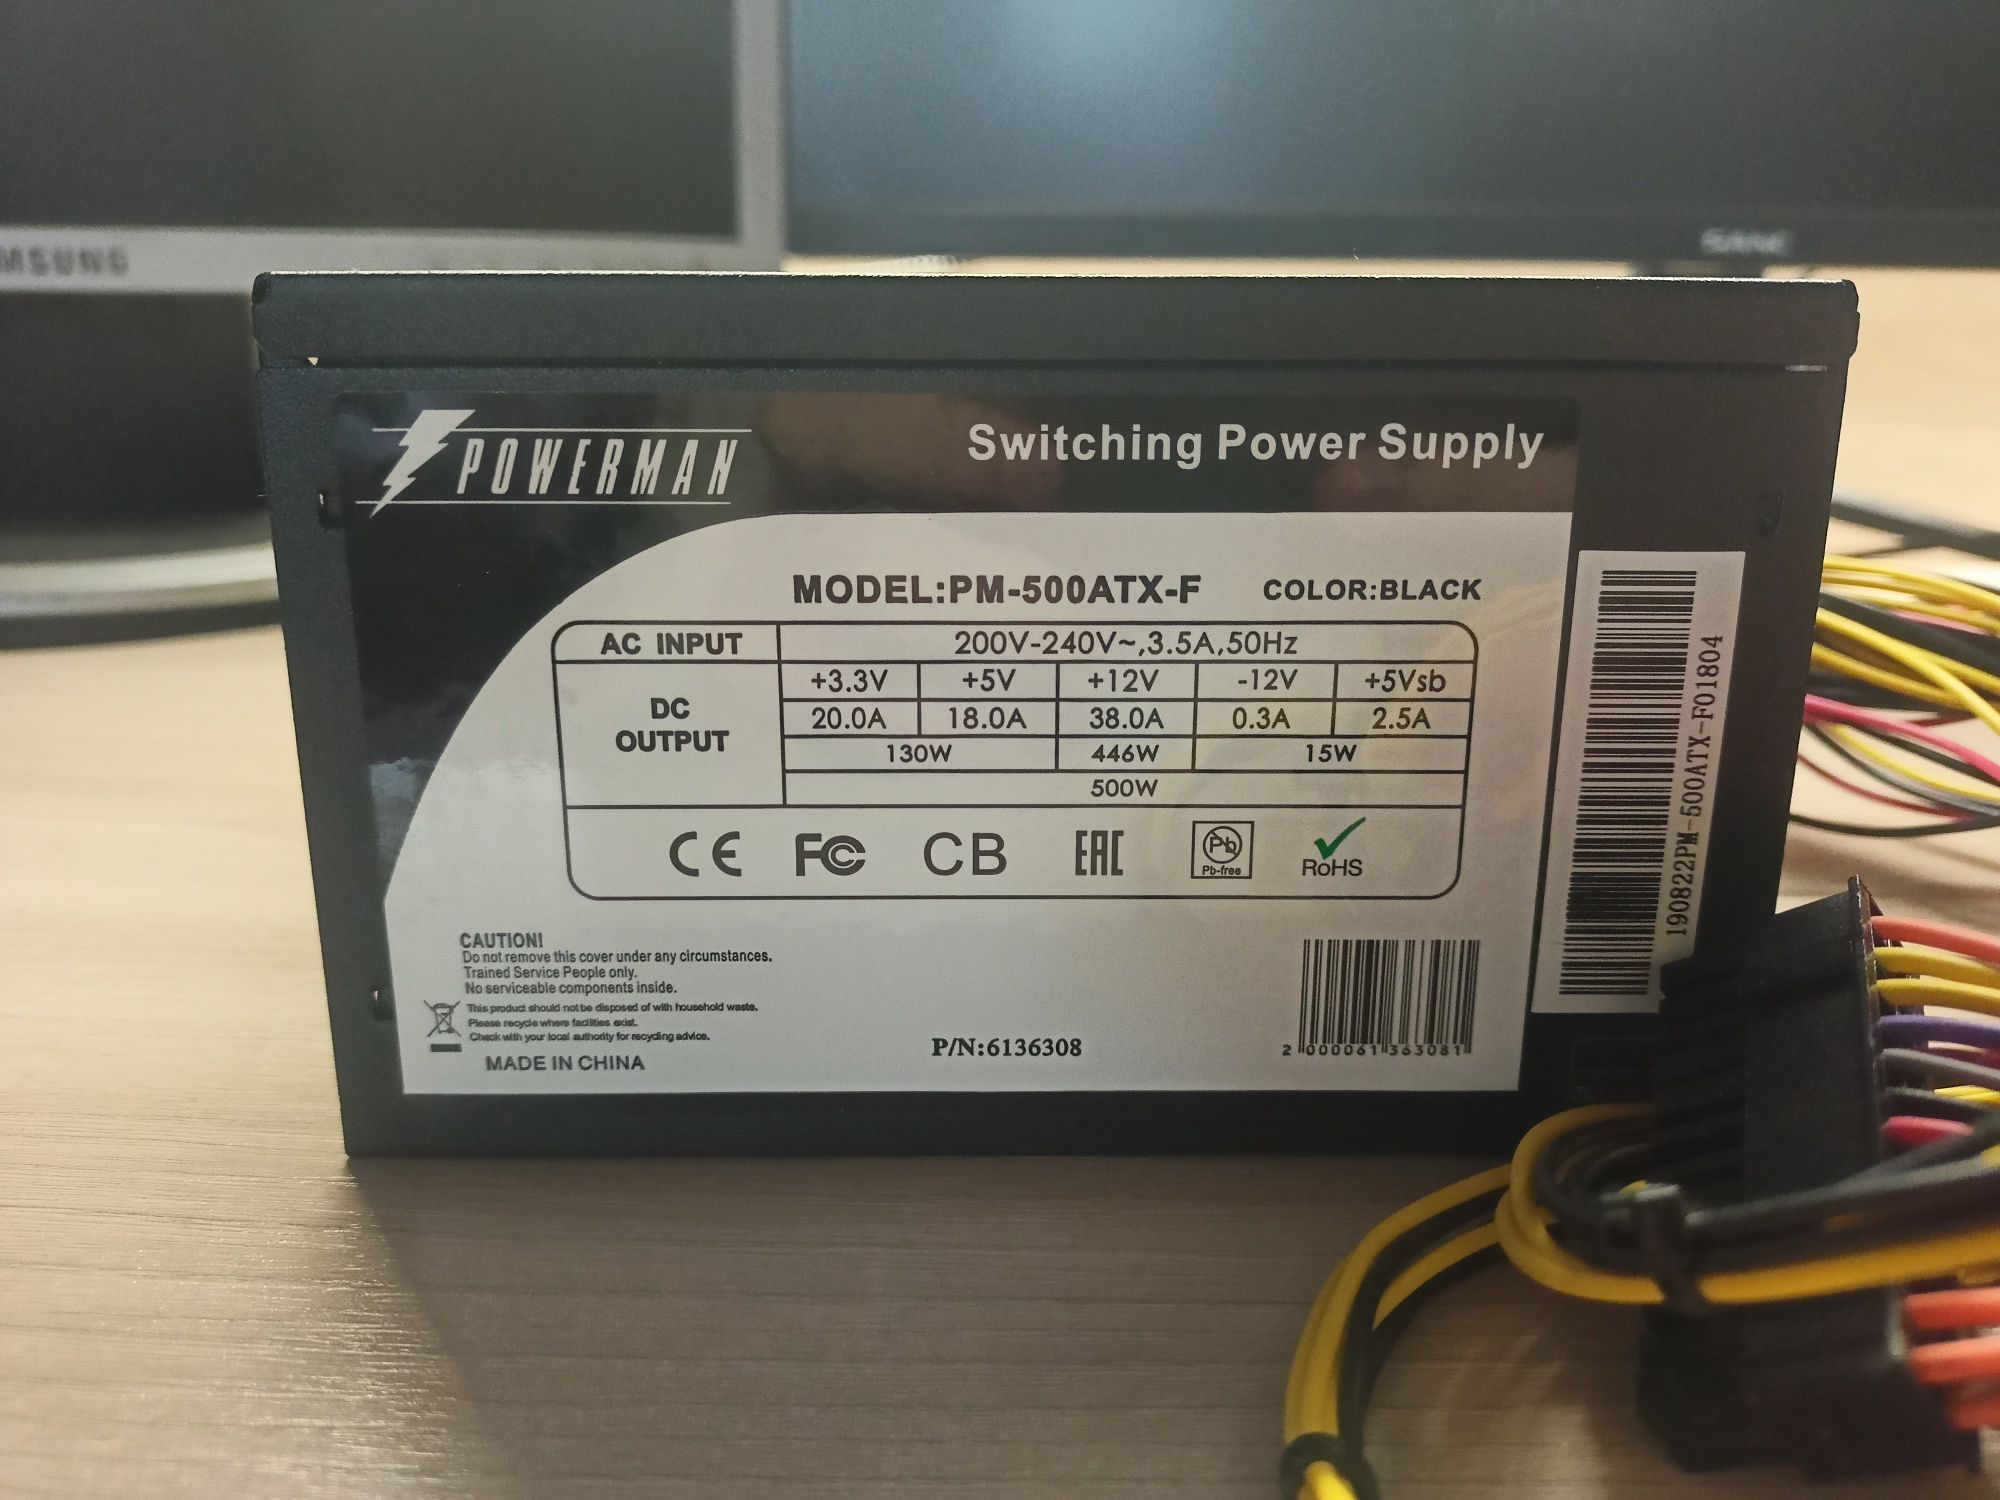 MSUNG
POWERMAN
Switching Power Supply
MODEL:PM-500ATX-F COLOR:BLACK
AC INPUT 200V-240V~,3.5A,50Hz
DC OUTPUT
+3.3V +5V +12V -12V +5Vsb
20.0A 18.0A 38.0A 0.3A 2.5A
130W 446W 15W
500W
CE FC CB EAC Pb Pb-free RoHS
CAUTION!
Do not remove this cover under any circumstances.
Trained Service People only.
No serviceable components inside.
This product should not be disposed of with household waste.
Please recycle where facilities exist.
Check with your local authority for recycling advice.
MADE IN CHINA
P/N:6136308
2 000061 363081
190822PM-500ATX-F01804